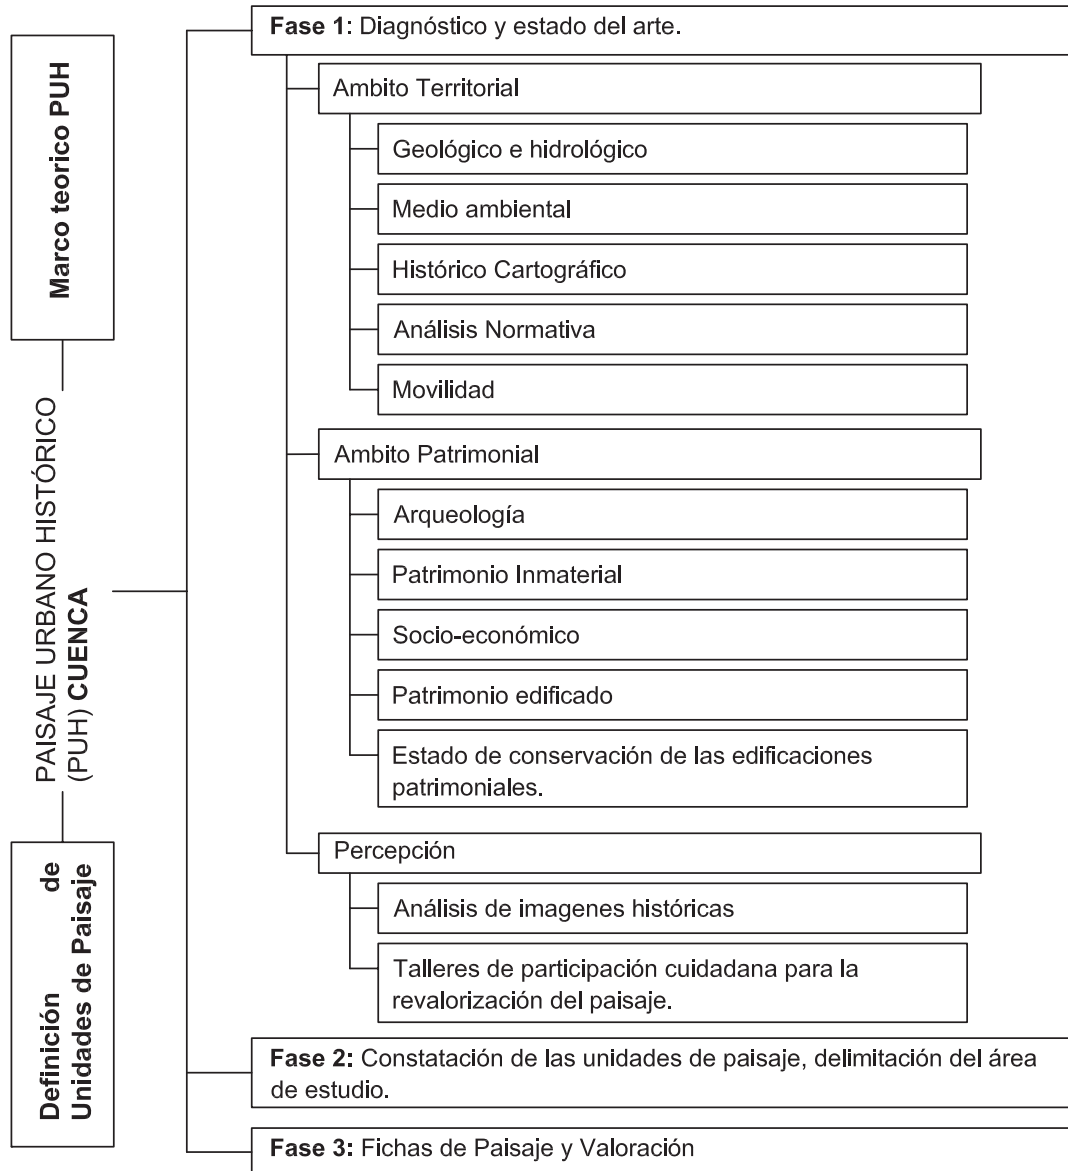 Marco teorico PUH
PAISAJE URBANO HISTÓRICO
(PUH) CUENCA
Definición de
Unidades de Paisaje
Fase 1: Diagnóstico y estado del arte.
Ambito Territorial
Geológico e hidrológico
Medio ambiental
Histórico Cartográfico
Análisis Normativa
Movilidad
Ambito Patrimonial
Arqueología
Patrimonio Inmaterial
Socio-económico
Patrimonio edificado
Estado de conservación de las edificaciones
patrimoniales.
Percepción
Análisis de imagenes históricas
Talleres de participación cuidadana para la
revalorización del paisaje.
Fase 2: Constatación de las unidades de paisaje, delimitación del área
de estudio.
Fase 3: Fichas de Paisaje y Valoración